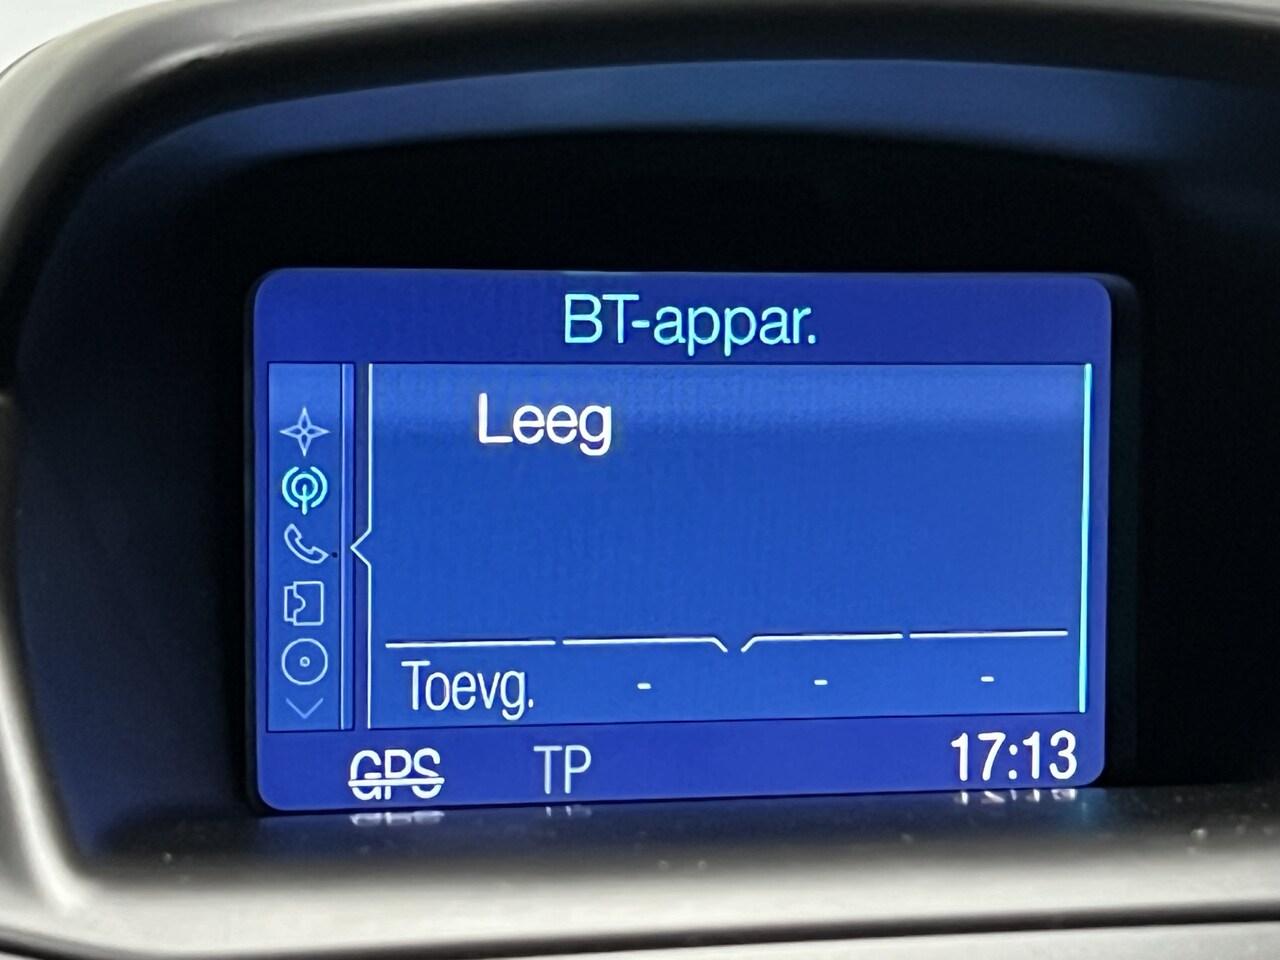 BT-appar.
Leeg
Toevg. - - -
GPS TP 17:13